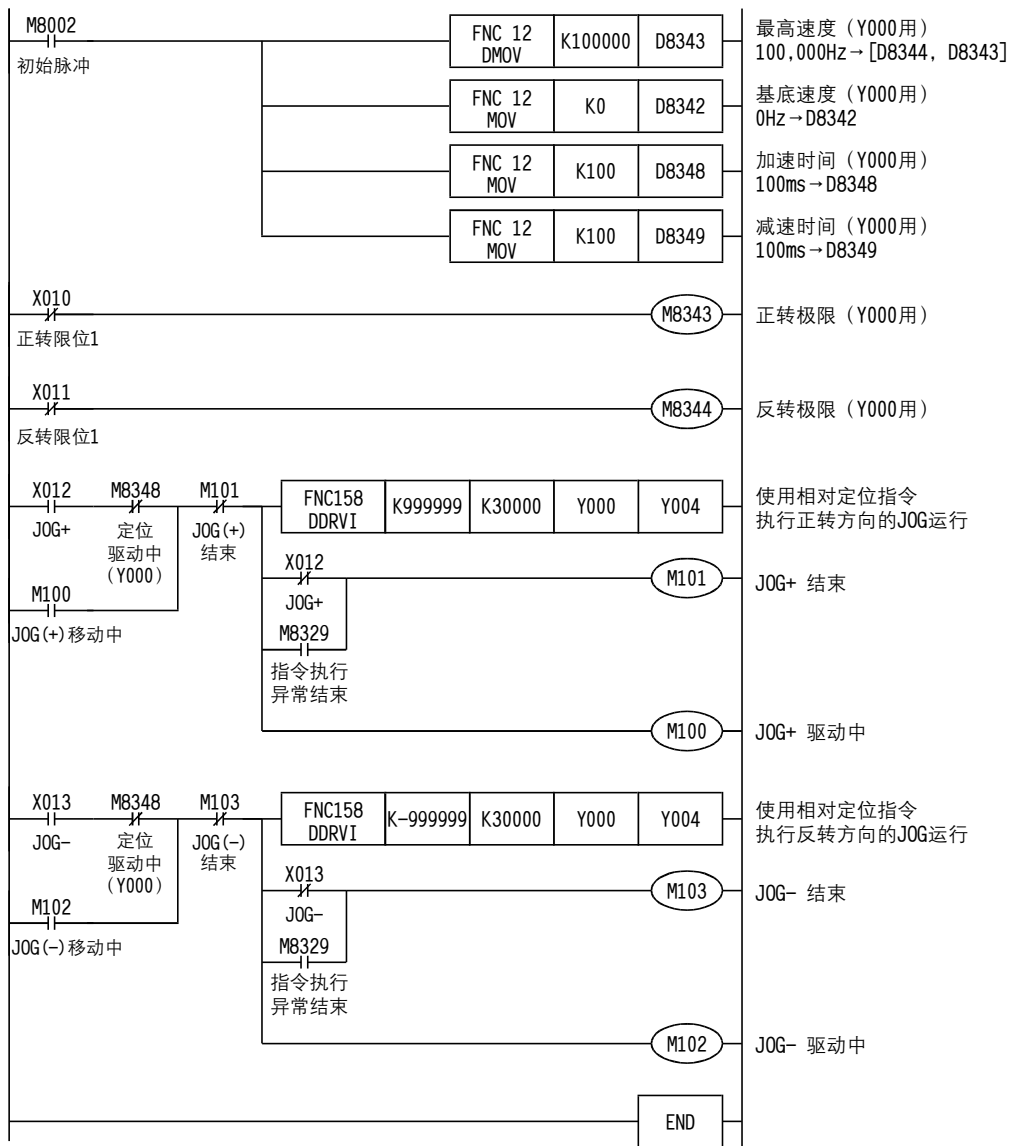 M8002
初始脉冲
FNC 12
DMOV
K100000
D8343
最高速度（Y000用）
100,000Hz→[D8344, D8343]
FNC 12
MOV
K0
D8342
基底速度（Y000用）
0Hz→D8342
FNC 12
MOV
K100
D8348
加速时间（Y000用）
100ms→D8348
FNC 12
MOV
K100
D8349
减速时间（Y000用）
100ms→D8349
X010
正转限位1
M8343
正转极限（Y000用）
X011
反转限位1
M8344
反转极限（Y000用）
X012
JOG+
M8348
定位
驱动中
(Y000)
M101
JOG(+)
结束
FNC158
DDRVI
K999999
K30000
Y000
Y004
使用相对定位指令
执行正转方向的JOG运行
M100
JOG(+)移动中
X012
JOG+
M8329
指令执行
异常结束
M101
JOG+ 结束
M100
JOG+ 驱动中
X013
JOG-
M8348
定位
驱动中
(Y000)
M103
JOG(-)
结束
FNC158
DDRVI
K-999999
K30000
Y000
Y004
使用相对定位指令
执行反转方向的JOG运行
M102
JOG(-)移动中
X013
JOG-
M8329
指令执行
异常结束
M103
JOG- 结束
M102
JOG- 驱动中
END